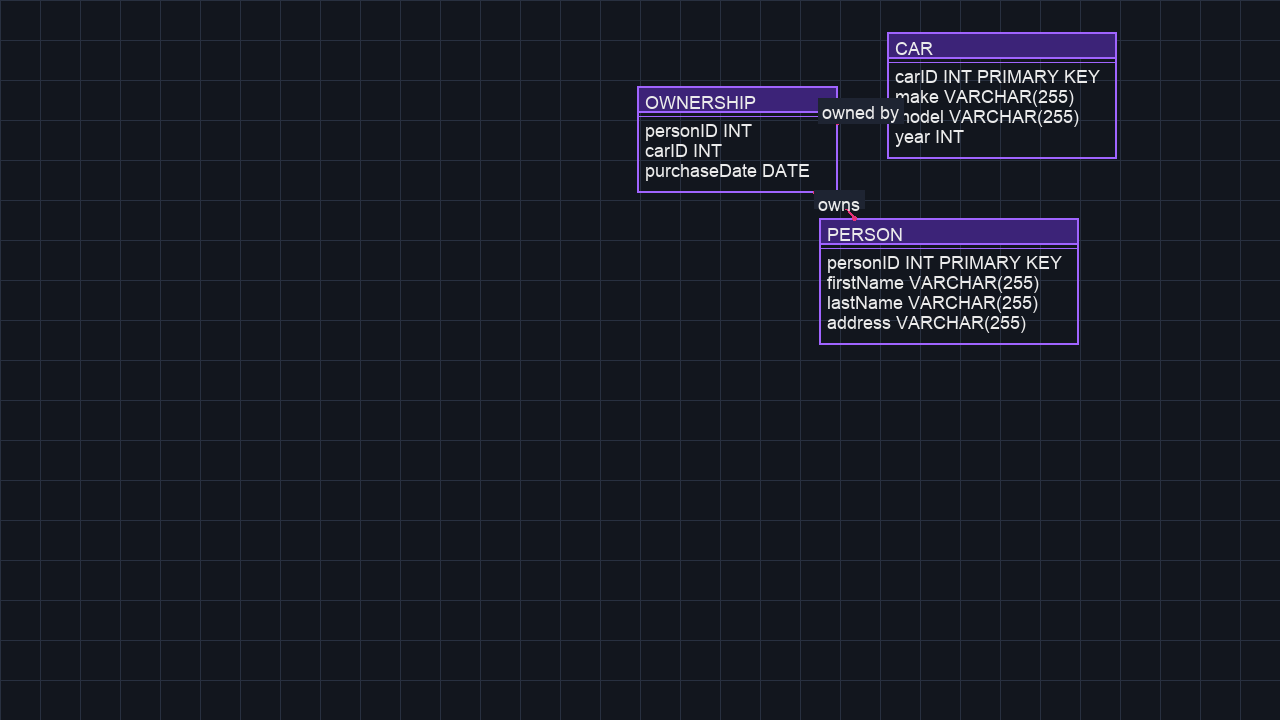 CAR
carID INT PRIMARY KEY
make VARCHAR(255)
model VARCHAR(255)
year INT
OWNERSHIP
personID INT
carID INT
purchaseDate DATE
owned by
owns
PERSON
personID INT PRIMARY KEY
firstName VARCHAR(255)
lastName VARCHAR(255)
address VARCHAR(255)